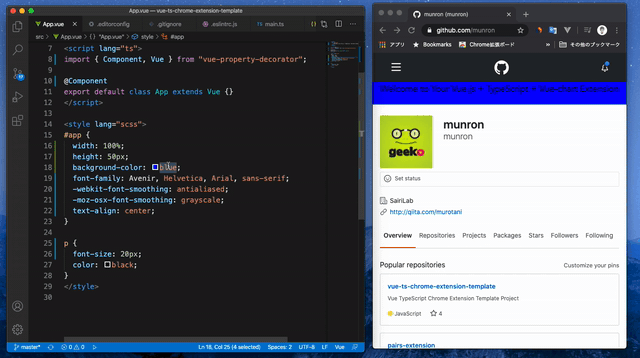 App.vue — vue-ts-chrome-extension-template
App.vue
.editorconfig
.gitignore
.eslintrc.js
main.ts
src > App.vue > {} "App.vue" > style > #app
7 <script lang="ts">
8 import { Component, Vue } from "vue-property-decorator";
9
10 @Component
11 export default class App extends Vue {}
12 </script>
13
14 <style lang="scss">
15 #app {
16 width: 100%;
17 height: 50px;
18 background-color: blue;
19 font-family: Avenir, Helvetica, Arial, sans-serif;
20 -webkit-font-smoothing: antialiased;
21 -moz-osx-font-smoothing: grayscale;
22 text-align: center;
23 }
24
25 p {
26 font-size: 20px;
27 color: black;
28 }
29 </style>
30
master* 0 0 Ln 18, Col 25 (4 selected) Spaces: 2 UTF-8 LF Vue
munron (munron)
github.com/munron
アプリ Bookmarks Chrome拡張ボード その他のブックマーク
Welcome to Your Vue.js + TypeScript + Vue-chart Extension
geeko
munron
munron
Set status
SairiLab
http://qiita.com/murotani
Overview Repositories Projects Packages Stars Followers Following
Popular repositories Customize your pins
vue-ts-chrome-extension-template
Vue TypeScript Chrome Extension Template Project
JavaScript 4
pairs-extension